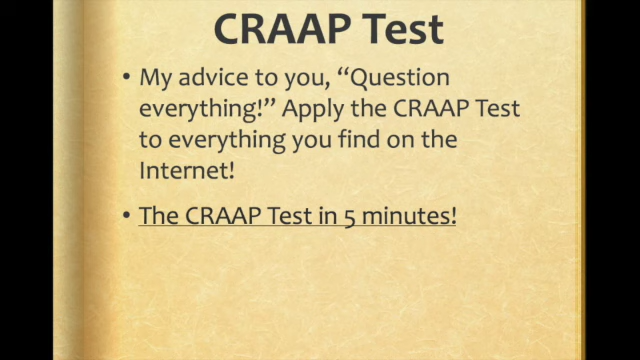 CRAAP Test
• My advice to you, “Question
everything!” Apply the CRAAP Test
to everything you find on the
Internet!
• The CRAAP Test in 5 minutes!